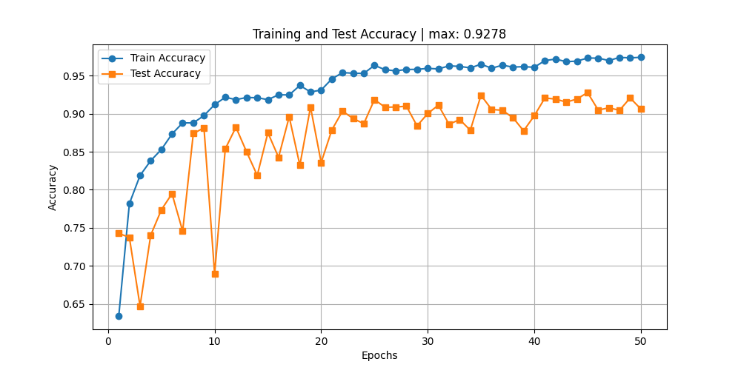 Training and Test Accuracy | max: 0.9278
Train Accuracy
Test Accuracy
Accuracy
0.95
0.90
0.85
0.80
0.75
0.70
0.65
0 10 20 30 40 50
Epochs